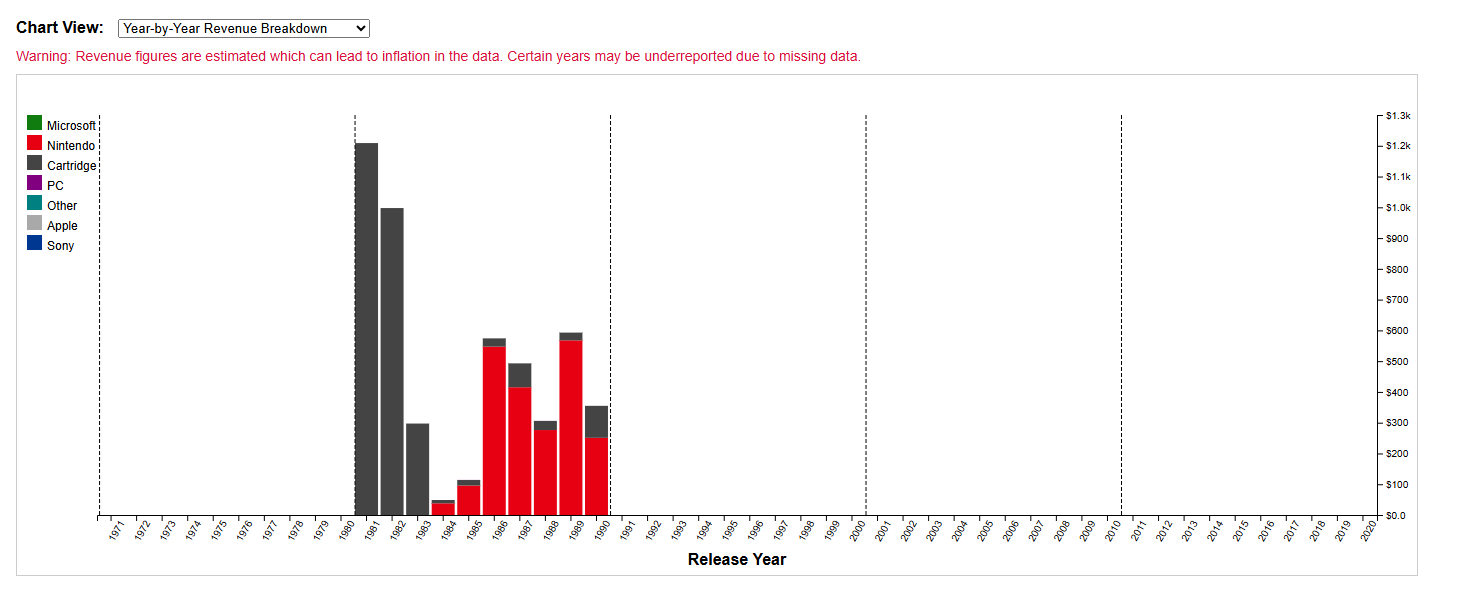 Chart View: Year-by-Year Revenue Breakdown
Warning: Revenue figures are estimated which can lead to inflation in the data. Certain years may be underreported due to missing data.
Microsoft
Nintendo
Cartridge
PC
Other
Apple
Sony
$1.3k
$1.2k
$1.1k
$1.0k
$900
$800
$700
$600
$500
$400
$300
$200
$100
$0.0
1971 1972 1973 1974 1975 1976 1977 1978 1979 1980 1981 1982 1983 1984 1985 1986 1987 1988 1989 1990 1991 1992 1993 1994 1995 1996 1997 1998 1999 2000 2001 2002 2003 2004 2005 2006 2007 2008 2009 2010 2011 2012 2013 2014 2015 2016 2017 2018 2019 2020
Release Year